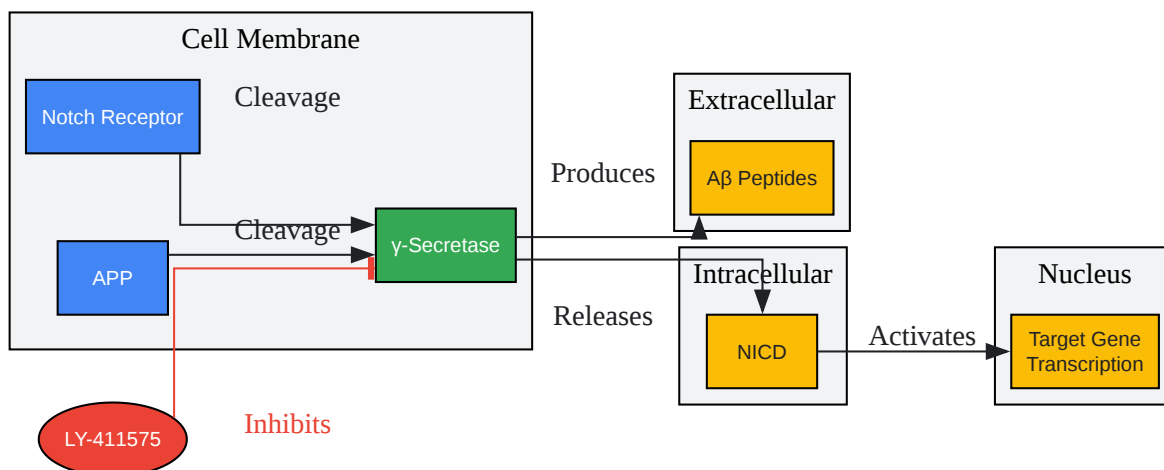 Cell Membrane
Notch Receptor
Cleavage
Cleavage
APP
γ-Secretase
LY-411575
Inhibits
Produces
Releases
Extracellular
Aβ Peptides
Intracellular
NICD
Activates
Nucleus
Target Gene
Transcription